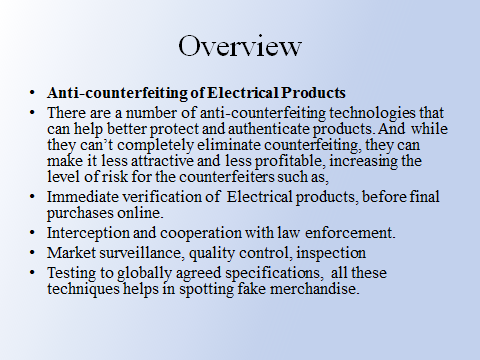 Overview
• Anti-counterfeiting of Electrical Products
• There are a number of anti-counterfeiting technologies that
can help better protect and authenticate products. And while
they can’t completely eliminate counterfeiting, they can
make it less attractive and less profitable, increasing the
level of risk for the counterfeiters such as,
• Immediate verification of Electrical products, before final
purchases online.
• Interception and cooperation with law enforcement.
• Market surveillance, quality control, inspection
• Testing to globally agreed specifications, all these
techniques helps in spotting fake merchandise.